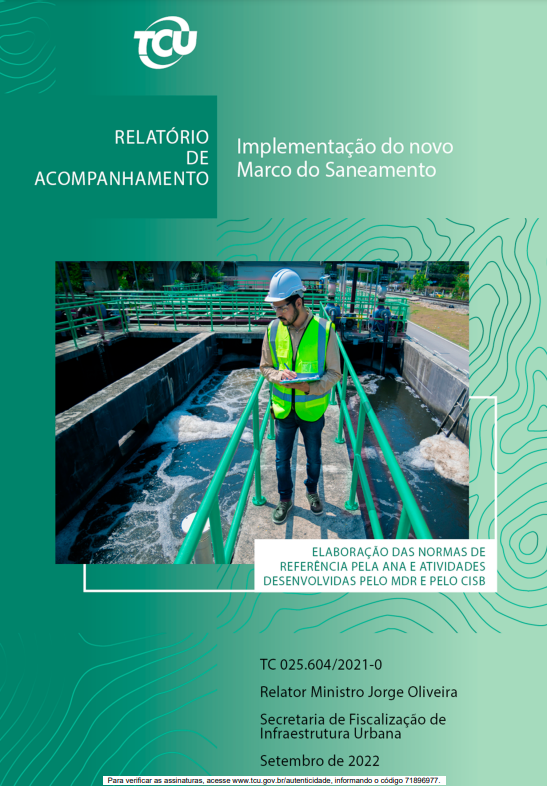 TCU
RELATÓRIO
DE
ACOMPANHAMENTO
Implementação do novo
Marco do Saneamento
ELABORAÇÃO DAS NORMAS DE
REFERÊNCIA PELA ANA E ATIVIDADES
DESENVOLVIDAS PELO MDR E PELO CISB
TC 025.604/2021-0
Relator Ministro Jorge Oliveira
Secretaria de Fiscalização de
Infraestrutura Urbana
Setembro de 2022
Para verificar as assinaturas, acesse www.tcu.gov.br/autenticidade, informando o código 71896977.